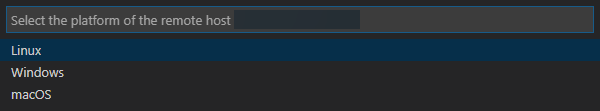 Select the platform of the remote host
Linux
Windows
macOS